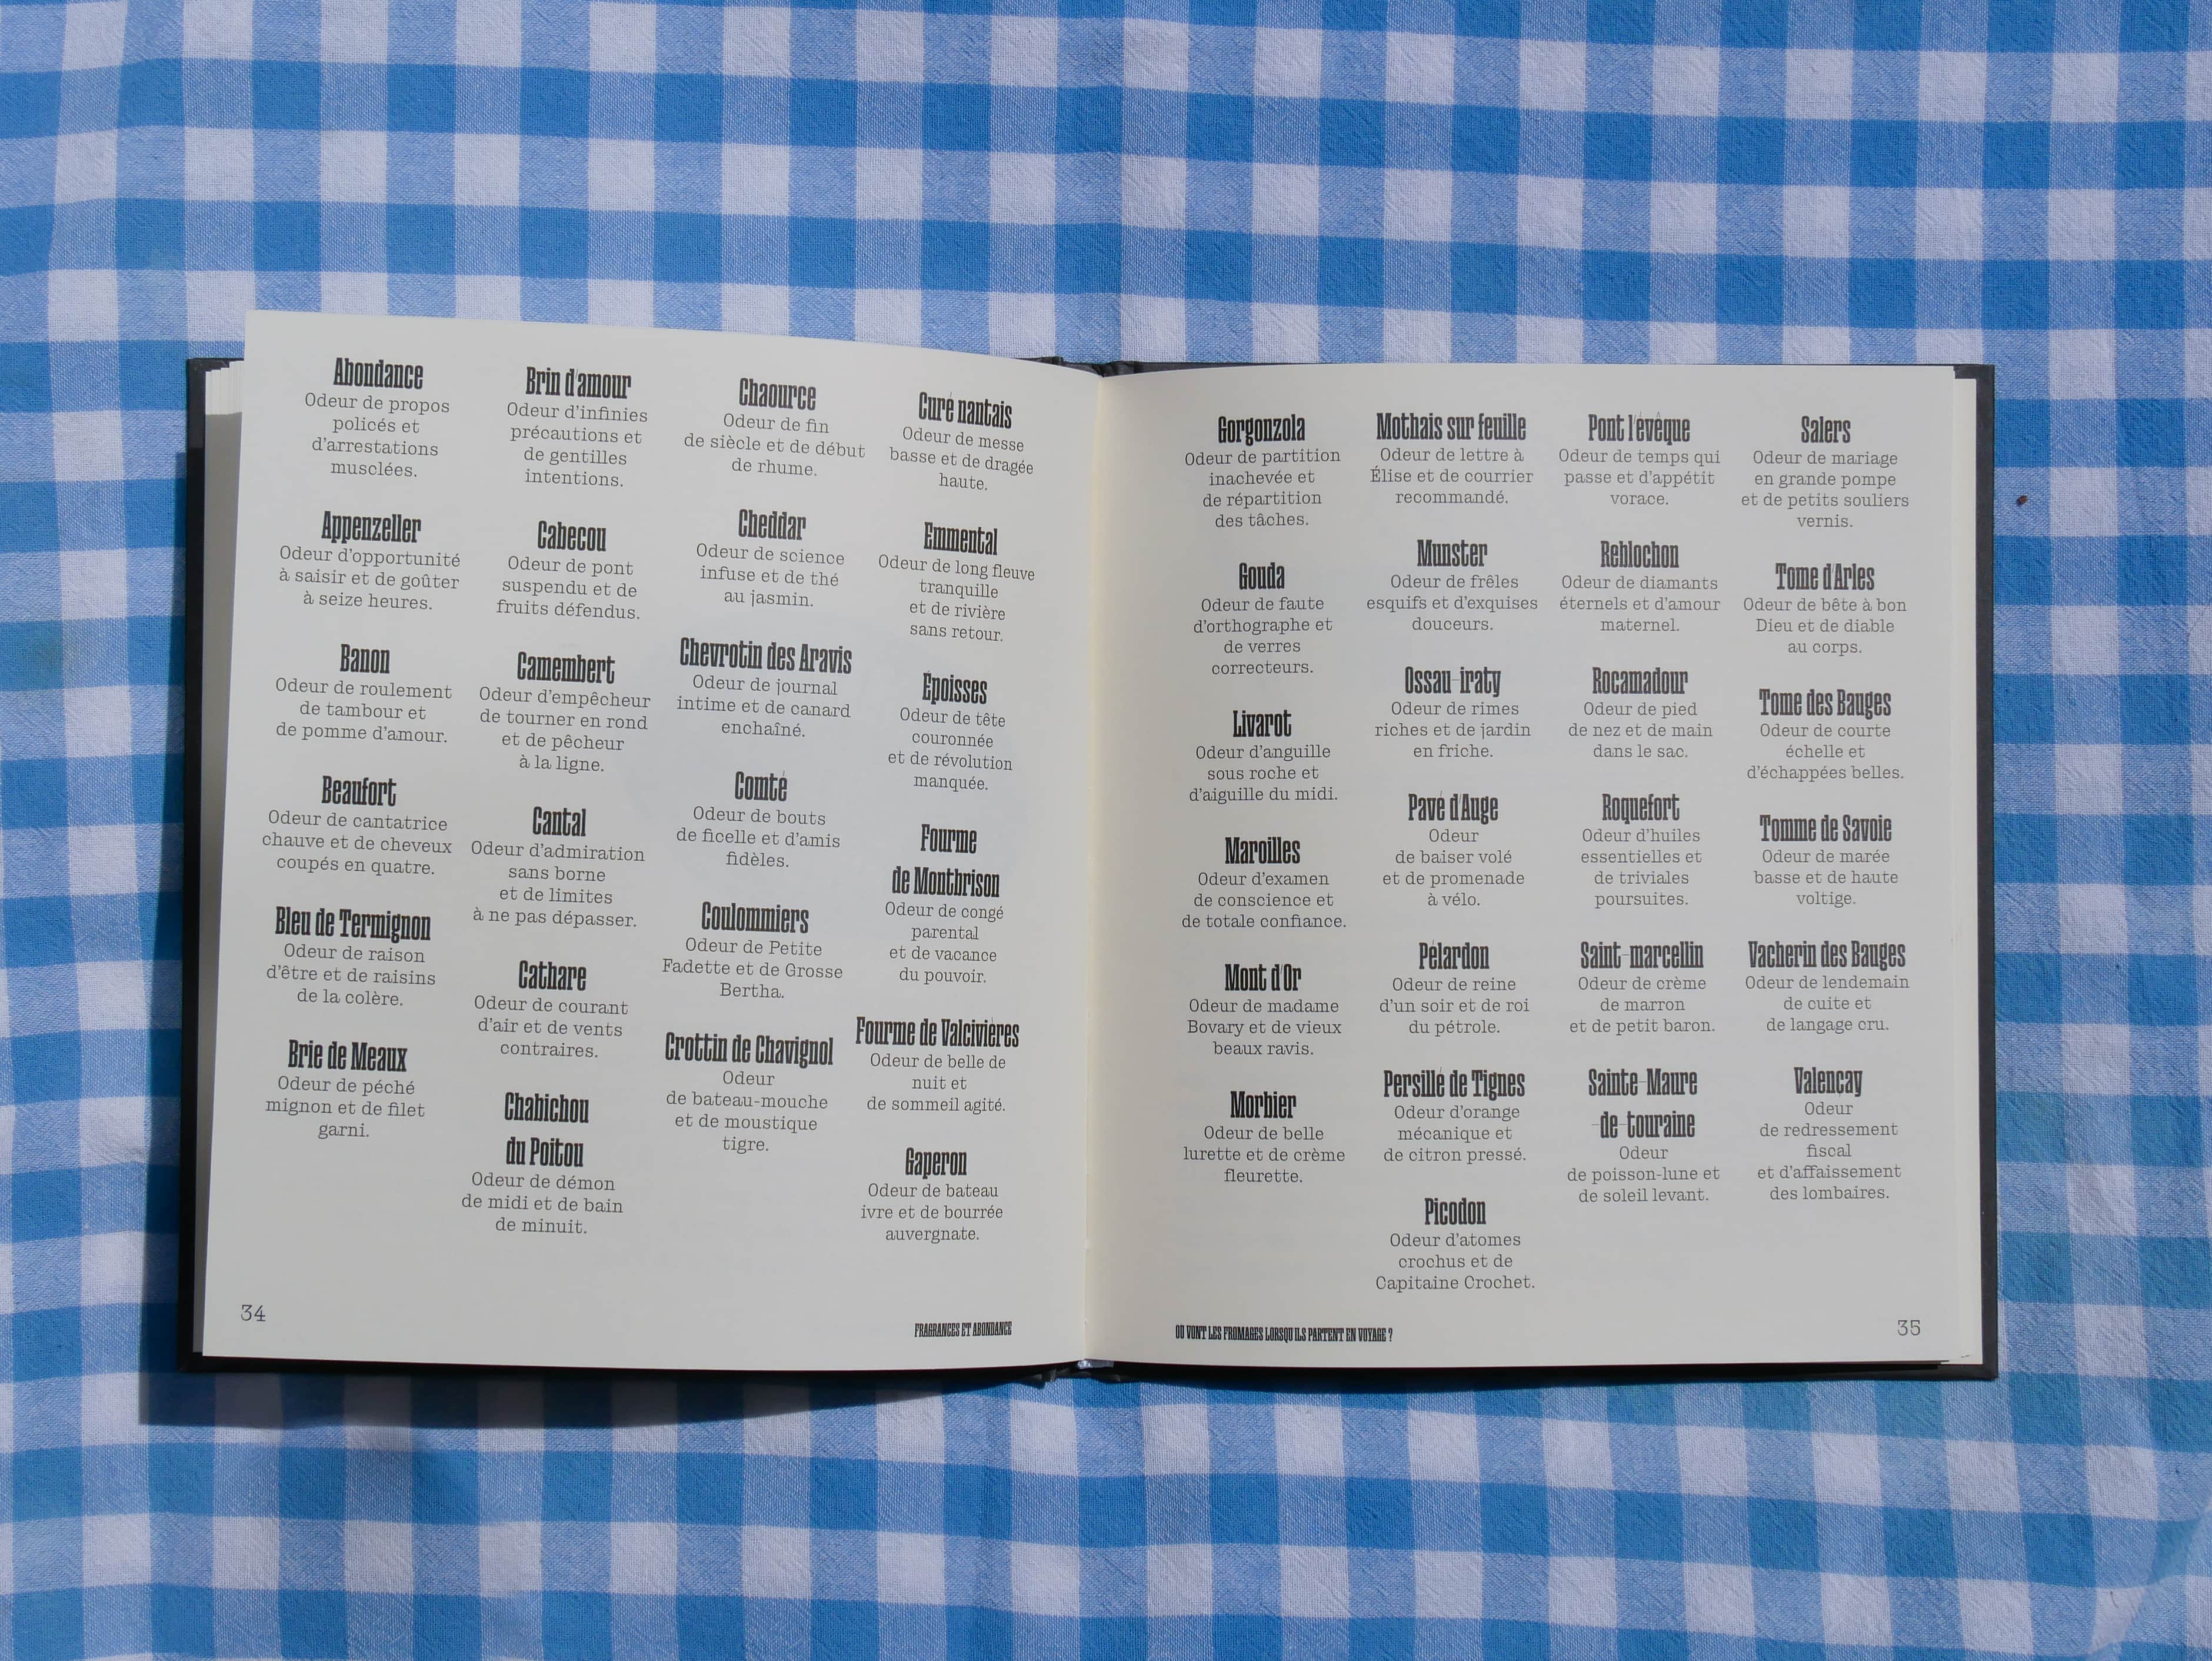 Abondance
Odeur de propos
policés et
d'arrestations
musclées.
Appenzeller
Odeur d'opportunité
à saisir et de goûter
à seize heures.
Banon
Odeur de roulement
de tambour et
de pomme d'amour.
Beaufort
Odeur de cantatrice
chauve et de cheveux
coupés en quatre.
Bleu de Termignon
Odeur de raison
d'être et de raisins
de la colère.
Brie de Meaux
Odeur de péché
mignon et de filet
garni.
Brin d'amour
Odeur d'infinies
précautions et
de gentilles
intentions.
Cabecou
Odeur de pont
suspendu et de
fruits défendus.
Camembert
Odeur d'empêcheur
de tourner en rond
et de pêcheur
à la ligne.
Cantal
Odeur d'admiration
sans borne
et de limites
à ne pas dépasser.
Cathare
Odeur de courant
d'air et de vents
contraires.
Chabichou
du Poitou
Odeur de démon
de midi et de bain
de minuit.
Chaource
Odeur de fin
de siècle et de début
de rhume.
Cheddar
Odeur de science
infuse et de thé
au jasmin.
Chevrotin des Aravis
Odeur de journal
intime et de canard
enchaîné.
Comté
Odeur de bouts
de ficelle et d'amis
fidèles.
Coulommiers
Odeur de Petite
Fadette et de Grosse
Bertha.
Crottin de Chavignol
Odeur
de bateau-mouche
et de moustique
tigre.
Curé nantais
Odeur de messe
basse et de dragée
haute.
Emmental
Odeur de long fleuve
tranquille
et de rivière
sans retour.
Époisses
Odeur de tête
couronnée
et de révolution
manquée.
Fourme
de Montbrison
Odeur de congé
parental
et de vacance
du pouvoir.
Fourme de Valcivières
Odeur de belle de
nuit et
de sommeil agité.
Gaperon
Odeur de bateau
ivre et de bourrée
auvergnate.
34
FRAGRANCES ET ABONDANCE
Gorgonzola
Odeur de partition
inachevée et
de répartition
des tâches.
Gouda
Odeur de faute
d'orthographe et
de verres
correcteurs.
Livarot
Odeur d'anguille
sous roche et
d'aiguille du midi.
Maroilles
Odeur d'examen
de conscience et
de totale confiance.
Mont d'Or
Odeur de madame
Bovary et de vieux
beaux ravis.
Morbier
Odeur de belle
lurette et de crème
fleurette.
Mothais sur feuille
Odeur de lettre à
Élise et de courrier
recommandé.
Munster
Odeur de frêles
esquifs et d'exquises
douceurs.
Ossau-iraty
Odeur de rimes
riches et de jardin
en friche.
Pavé d'Auge
Odeur
de baiser volé
et de promenade
à vélo.
Pélardon
Odeur de reine
d'un soir et de roi
du pétrole.
Persillé de Tignes
Odeur d'orange
mécanique et
de citron pressé.
Picodon
Odeur d'atomes
crochus et de
Capitaine Crochet.
Pont l'évêque
Odeur de temps qui
passe et d'appétit
vorace.
Reblochon
Odeur de diamants
éternels et d'amour
maternel.
Rocamadour
Odeur de pied
de nez et de main
dans le sac.
Roquefort
Odeur d'huiles
essentielles et
de triviales
poursuites.
Saint-marcellin
Odeur de crème
de marron
et de petit baron.
Sainte-Maure
-de-touraine
Odeur
de poisson-lune et
de soleil levant.
Salers
Odeur de mariage
en grande pompe
et de petits souliers
vernis.
Tome d'Arles
Odeur de bête à bon
Dieu et de diable
au corps.
Tome des Bauges
Odeur de courte
échelle et
d'échappées belles.
Tomme de Savoie
Odeur de marée
basse et de haute
voltige.
Vacherin des Bauges
Odeur de lendemain
de cuite et
de langage cru.
Valençay
Odeur
de redressement
fiscal
et d'affaissement
des lombaires.
OÙ VONT LES FROMAGES LORSQU'ILS PARTENT EN VOYAGE ?
35